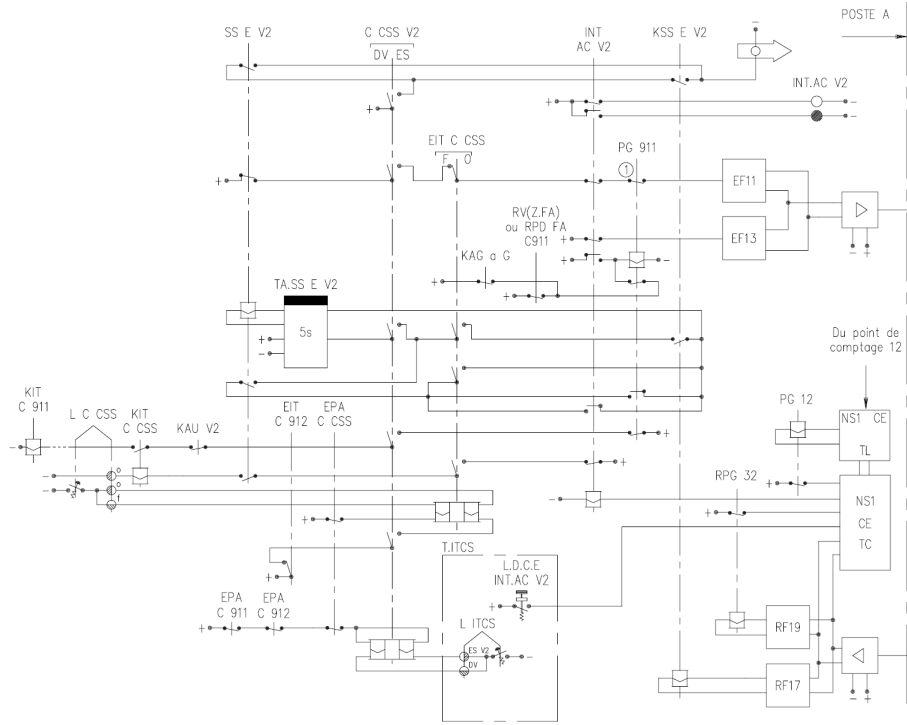 POSTE A
SS E V2
C CSS V2
DV ES
INT
AC V2
KSS E V2
-
INT.AC V2
+
-
+
-
EIT C CSS
F O
PG 911
1
+
EF11
RV(Z.FA)
ou RPD FA
C911
EF13
+
- +
KAG a G
+
-
+
+
TA.SS E V2
5s
+
-
Du point de
comptage 12
KIT
C 911
L C CSS
KIT
C CSS
KAU V2
EIT
C 912
EPA
C CSS
PG 12
NS1 CE
TL
-
+
-
o
+
RPG 32
+
-
o
-
NS1
f
+
+
CE
TC
T.ITCS
L.D.C.E
INT.AC V2
+
EPA
C 911
EPA
C 912
+
L ITCS
RF19
+
ES V2
-
DV
RF17
- +